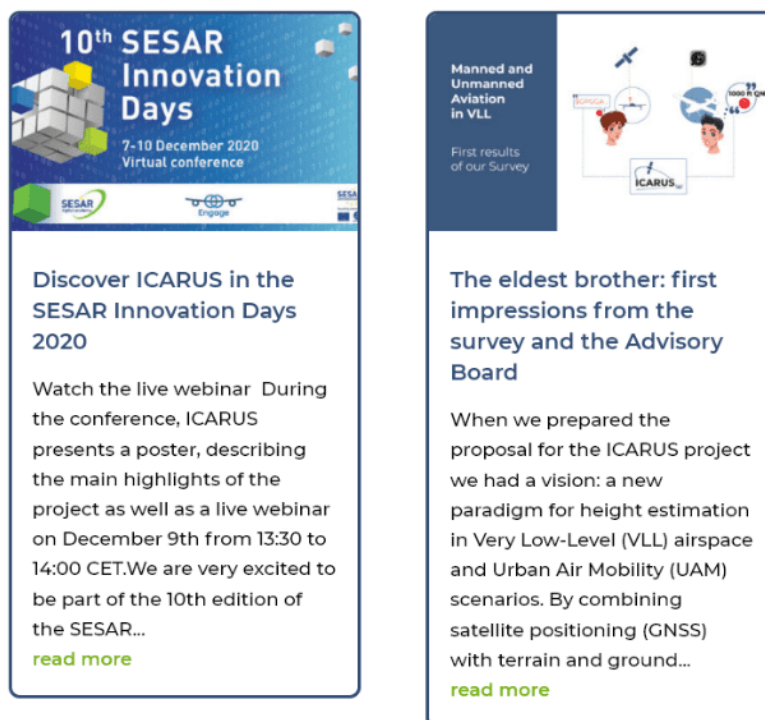 10th SESAR
Innovation
Days
7-10 December 2020
Virtual conference
SESAR
Engage
SESA
Discover ICARUS in the
SESAR Innovation Days
2020
Watch the live webinar  During
the conference, ICARUS
presents a poster, describing
the main highlights of the
project as well as a live webinar
on December 9th from 13:30 to
14:00 CET.We are very excited to
be part of the 10th edition of
the SESAR...
read more
Manned and
Unmanned
Aviation
in VLL
First results
of our Survey
1000 ft QN
ICARUS
The eldest brother: first
impressions from the
survey and the Advisory
Board
When we prepared the
proposal for the ICARUS project
we had a vision: a new
paradigm for height estimation
in Very Low-Level (VLL) airspace
and Urban Air Mobility (UAM)
scenarios. By combining
satellite positioning (GNSS)
with terrain and ground...
read more